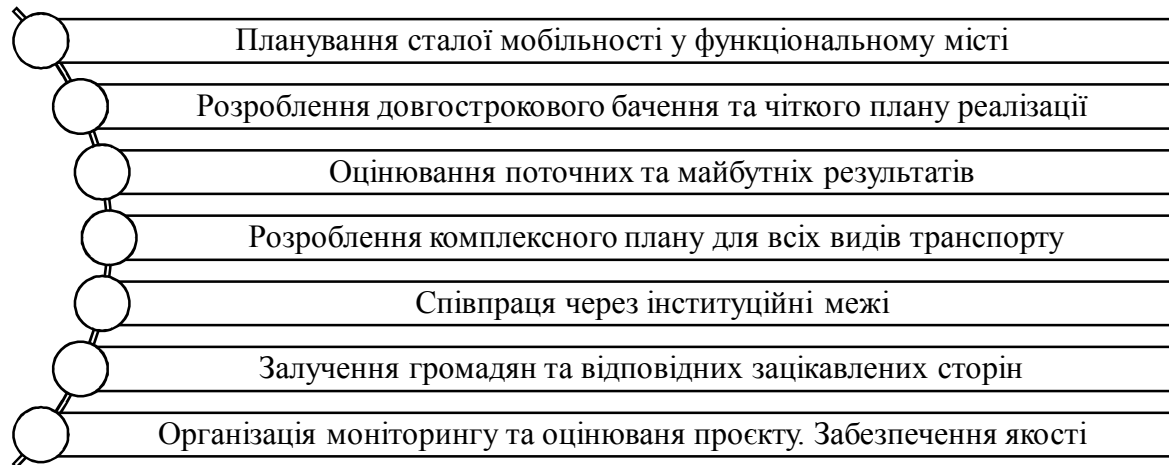 Планування сталої мобільності у функціональному місті
Розроблення довгострокового бачення та чіткого плану реалізації
Оцінювання поточних та майбутніх результатів
Розроблення комплексного плану для всіх видів транспорту
Співпраця через інституційні межі
Залучення громадян та відповідних зацікавлених сторін
Організація моніторингу та оцінюваня проєкту. Забезпечення якості